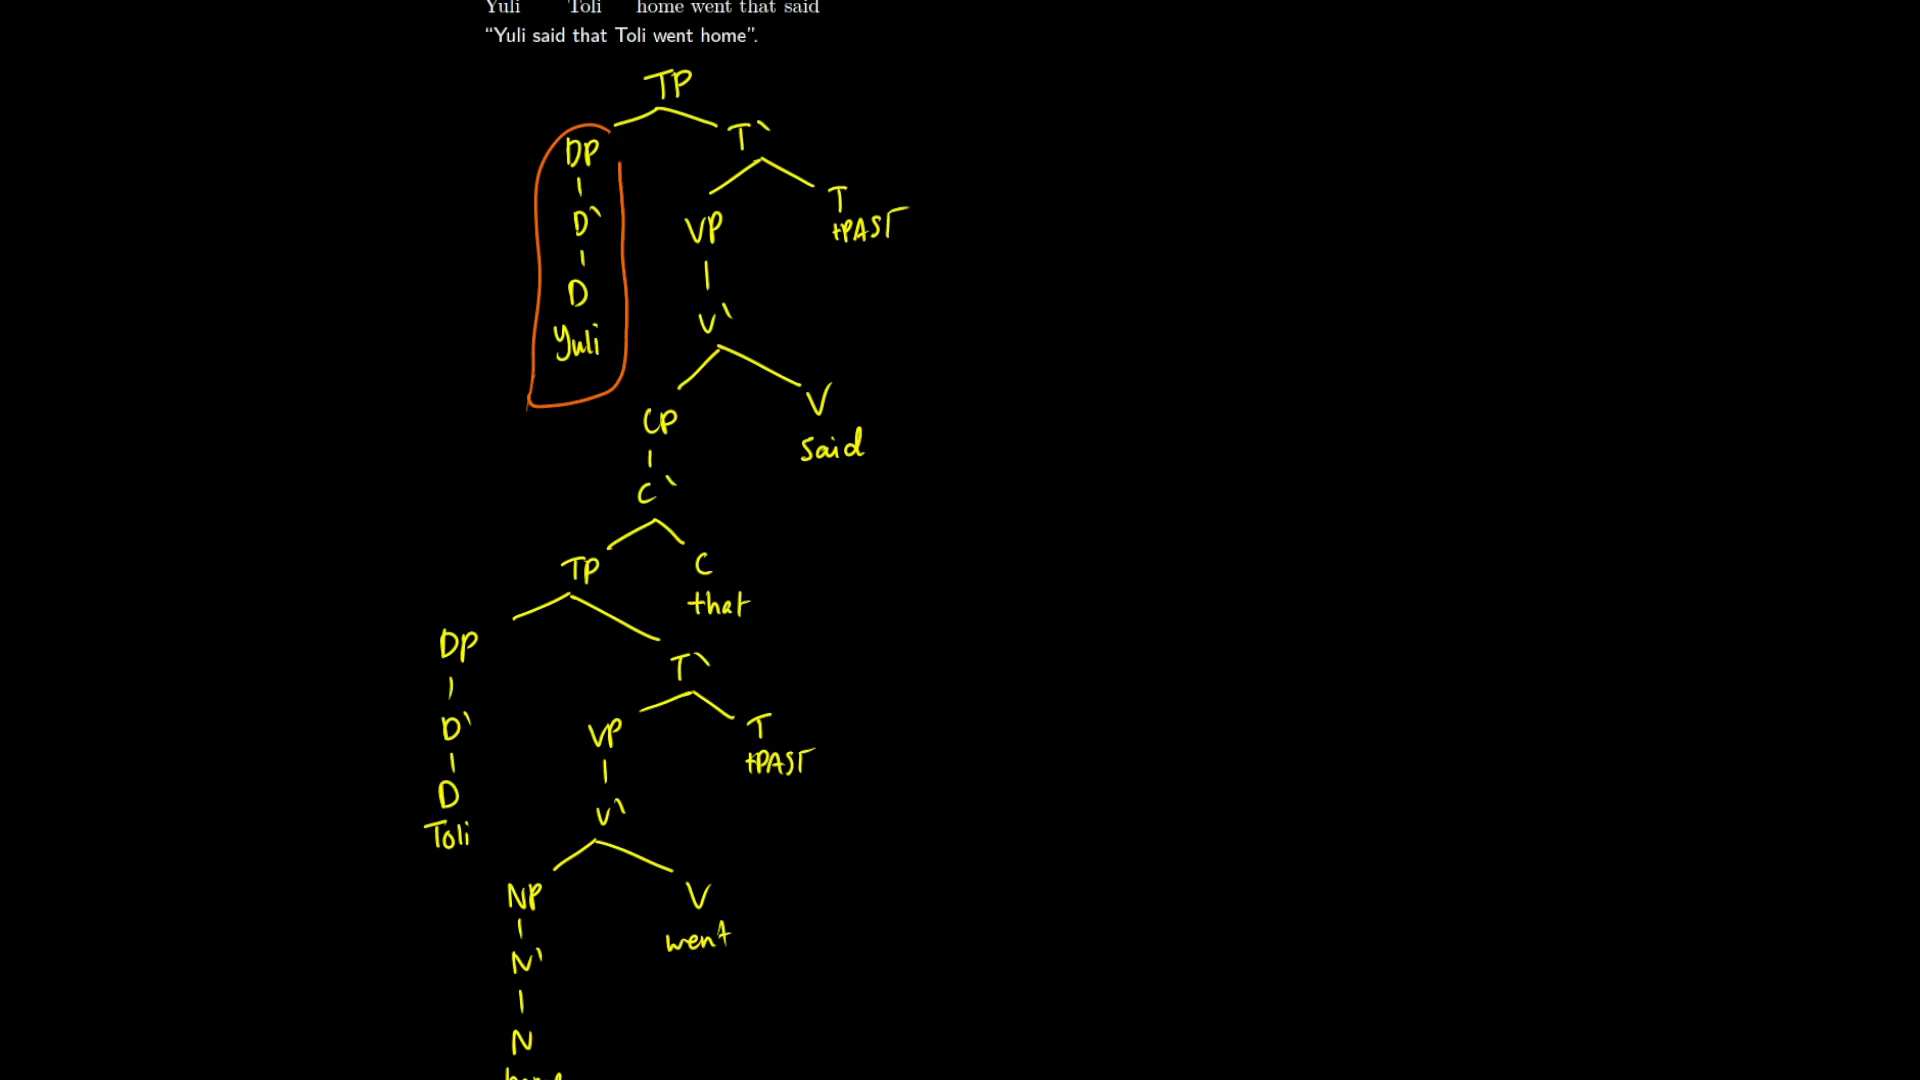 Yuli Toli home went that said
“Yuli said that Toli went home”.
TP
DP T`
D` VP T +PAST
D V`
Yuli
CP V said
C`
TP C that
DP T`
D` VP T +PAST
D V`
Toli
NP V went
N'
N